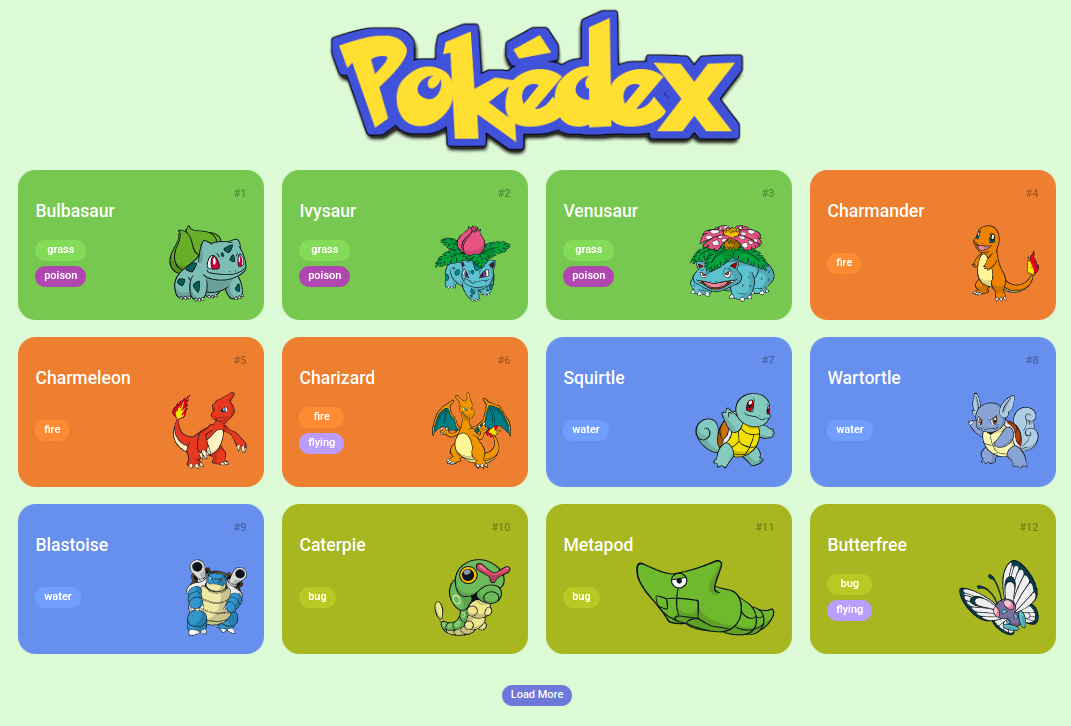 Pokédex
#1
Bulbasaur
grass
poison
#2
Ivysaur
grass
poison
#3
Venusaur
grass
poison
#4
Charmander
fire
#5
Charmeleon
fire
#6
Charizard
fire
flying
#7
Squirtle
water
#8
Wartortle
water
#9
Blastoise
water
#10
Caterpie
bug
#11
Metapod
bug
#12
Butterfree
bug
flying
Load More